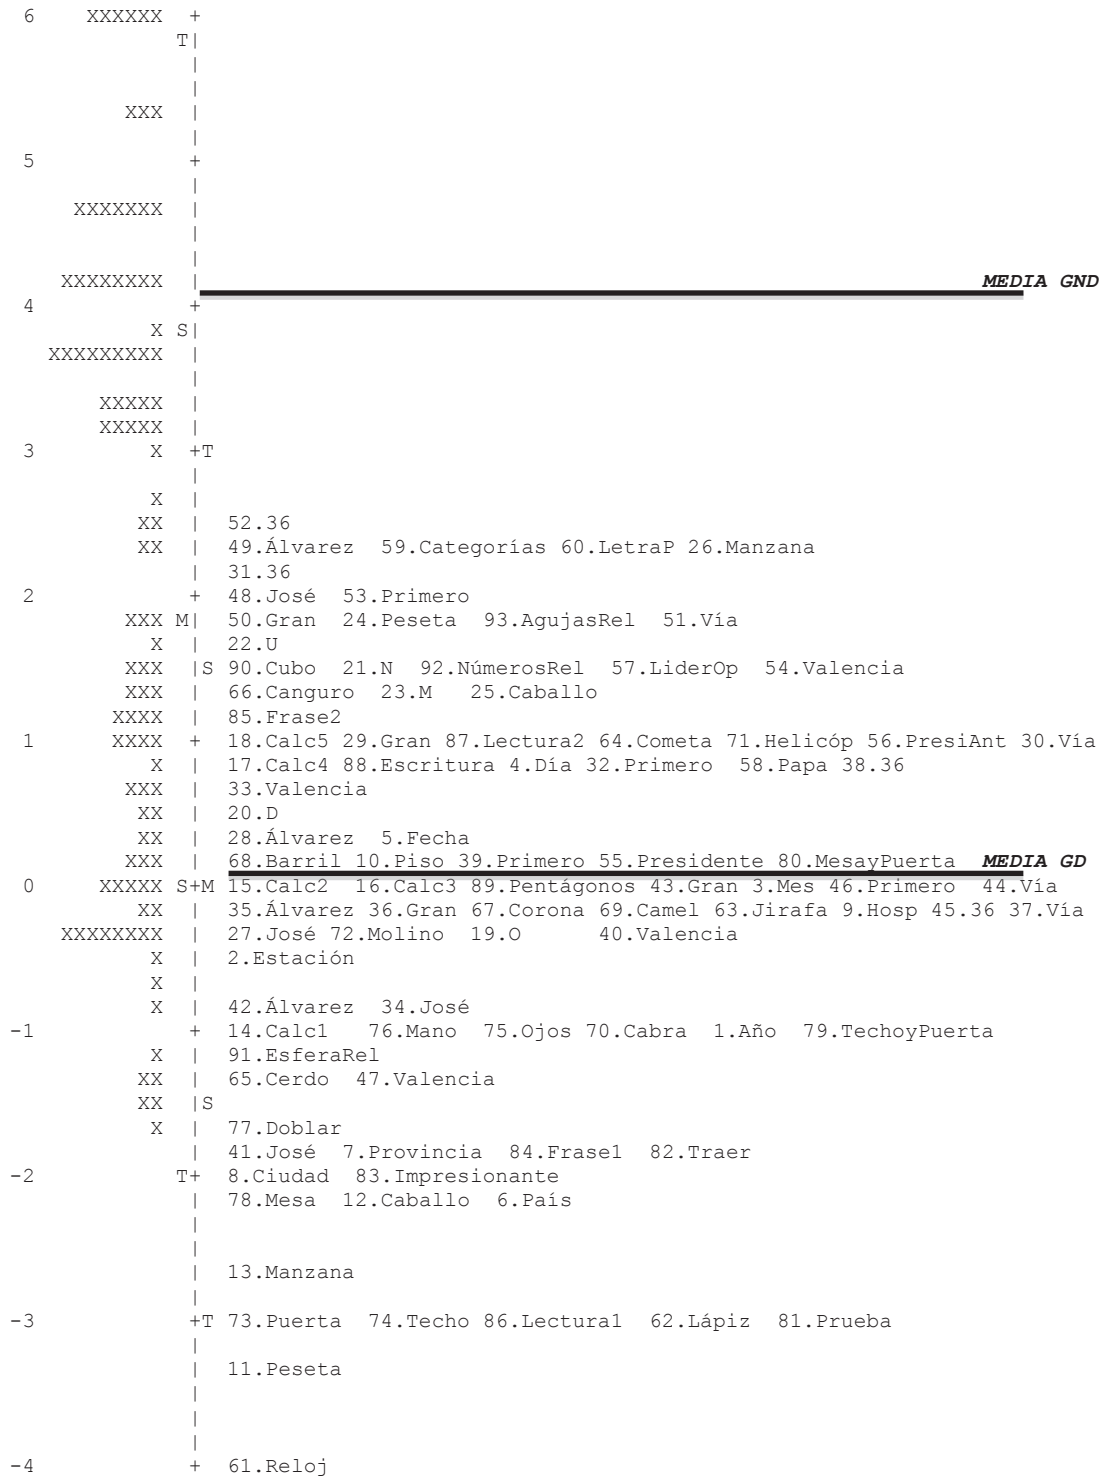 6 XXXXXX +
T|
|
|
XXX |
|
5 +
|
XXXXXXX |
|
|
XXXXXXXX | MEDIA GND
4 +
X S|
XXXXXXXXX |
|
XXXXX |
XXXXX |
3 X +T
|
X |
XX | 52.36
XX | 49.Álvarez 59.Categorías 60.LetraP 26.Manzana
| 31.36
2 + 48.José 53.Primero
XXX M| 50.Gran 24.Peseta 93.AgujasRel 51.Vía
X | 22.U
XXX |S 90.Cubo 21.N 92.NúmerosRel 57.LiderOp 54.Valencia
XXX | 66.Canguro 23.M 25.Caballo
XXXX | 85.Frase2
1 XXXX + 18.Calc5 29.Gran 87.Lectura2 64.Cometa 71.Helicóp 56.PresiAnt 30.Vía
X | 17.Calc4 88.Escritura 4.Día 32.Primero 58.Papa 38.36
XXX | 33.Valencia
XX | 20.D
XX | 28.Álvarez 5.Fecha
XXX | 68.Barril 10.Piso 39.Primero 55.Presidente 80.MesayPuerta MEDIA GD
0 XXXXX S+M 15.Calc2 16.Calc3 89.Pentágonos 43.Gran 3.Mes 46.Primero 44.Vía
XX | 35.Álvarez 36.Gran 67.Corona 69.Camel 63.Jirafa 9.Hosp 45.36 37.Vía
XXXXXXXX | 27.José 72.Molino 19.O 40.Valencia
X | 2.Estación
X |
X | 42.Álvarez 34.José
-1 + 14.Calc1 76.Mano 75.Ojos 70.Cabra 1.Año 79.TechoyPuerta
X | 91.EsferaRel
XX | 65.Cerdo 47.Valencia
XX |S
X | 77.Doblar
| 41.José 7.Provincia 84.Frase1 82.Traer
-2 T+ 8.Ciudad 83.Impresionante
| 78.Mesa 12.Caballo 6.País
|
|
| 13.Manzana
|
-3 +T 73.Puerta 74.Techo 86.Lectura1 62.Lápiz 81.Prueba
|
| 11.Peseta
|
|
|
-4 + 61.Reloj